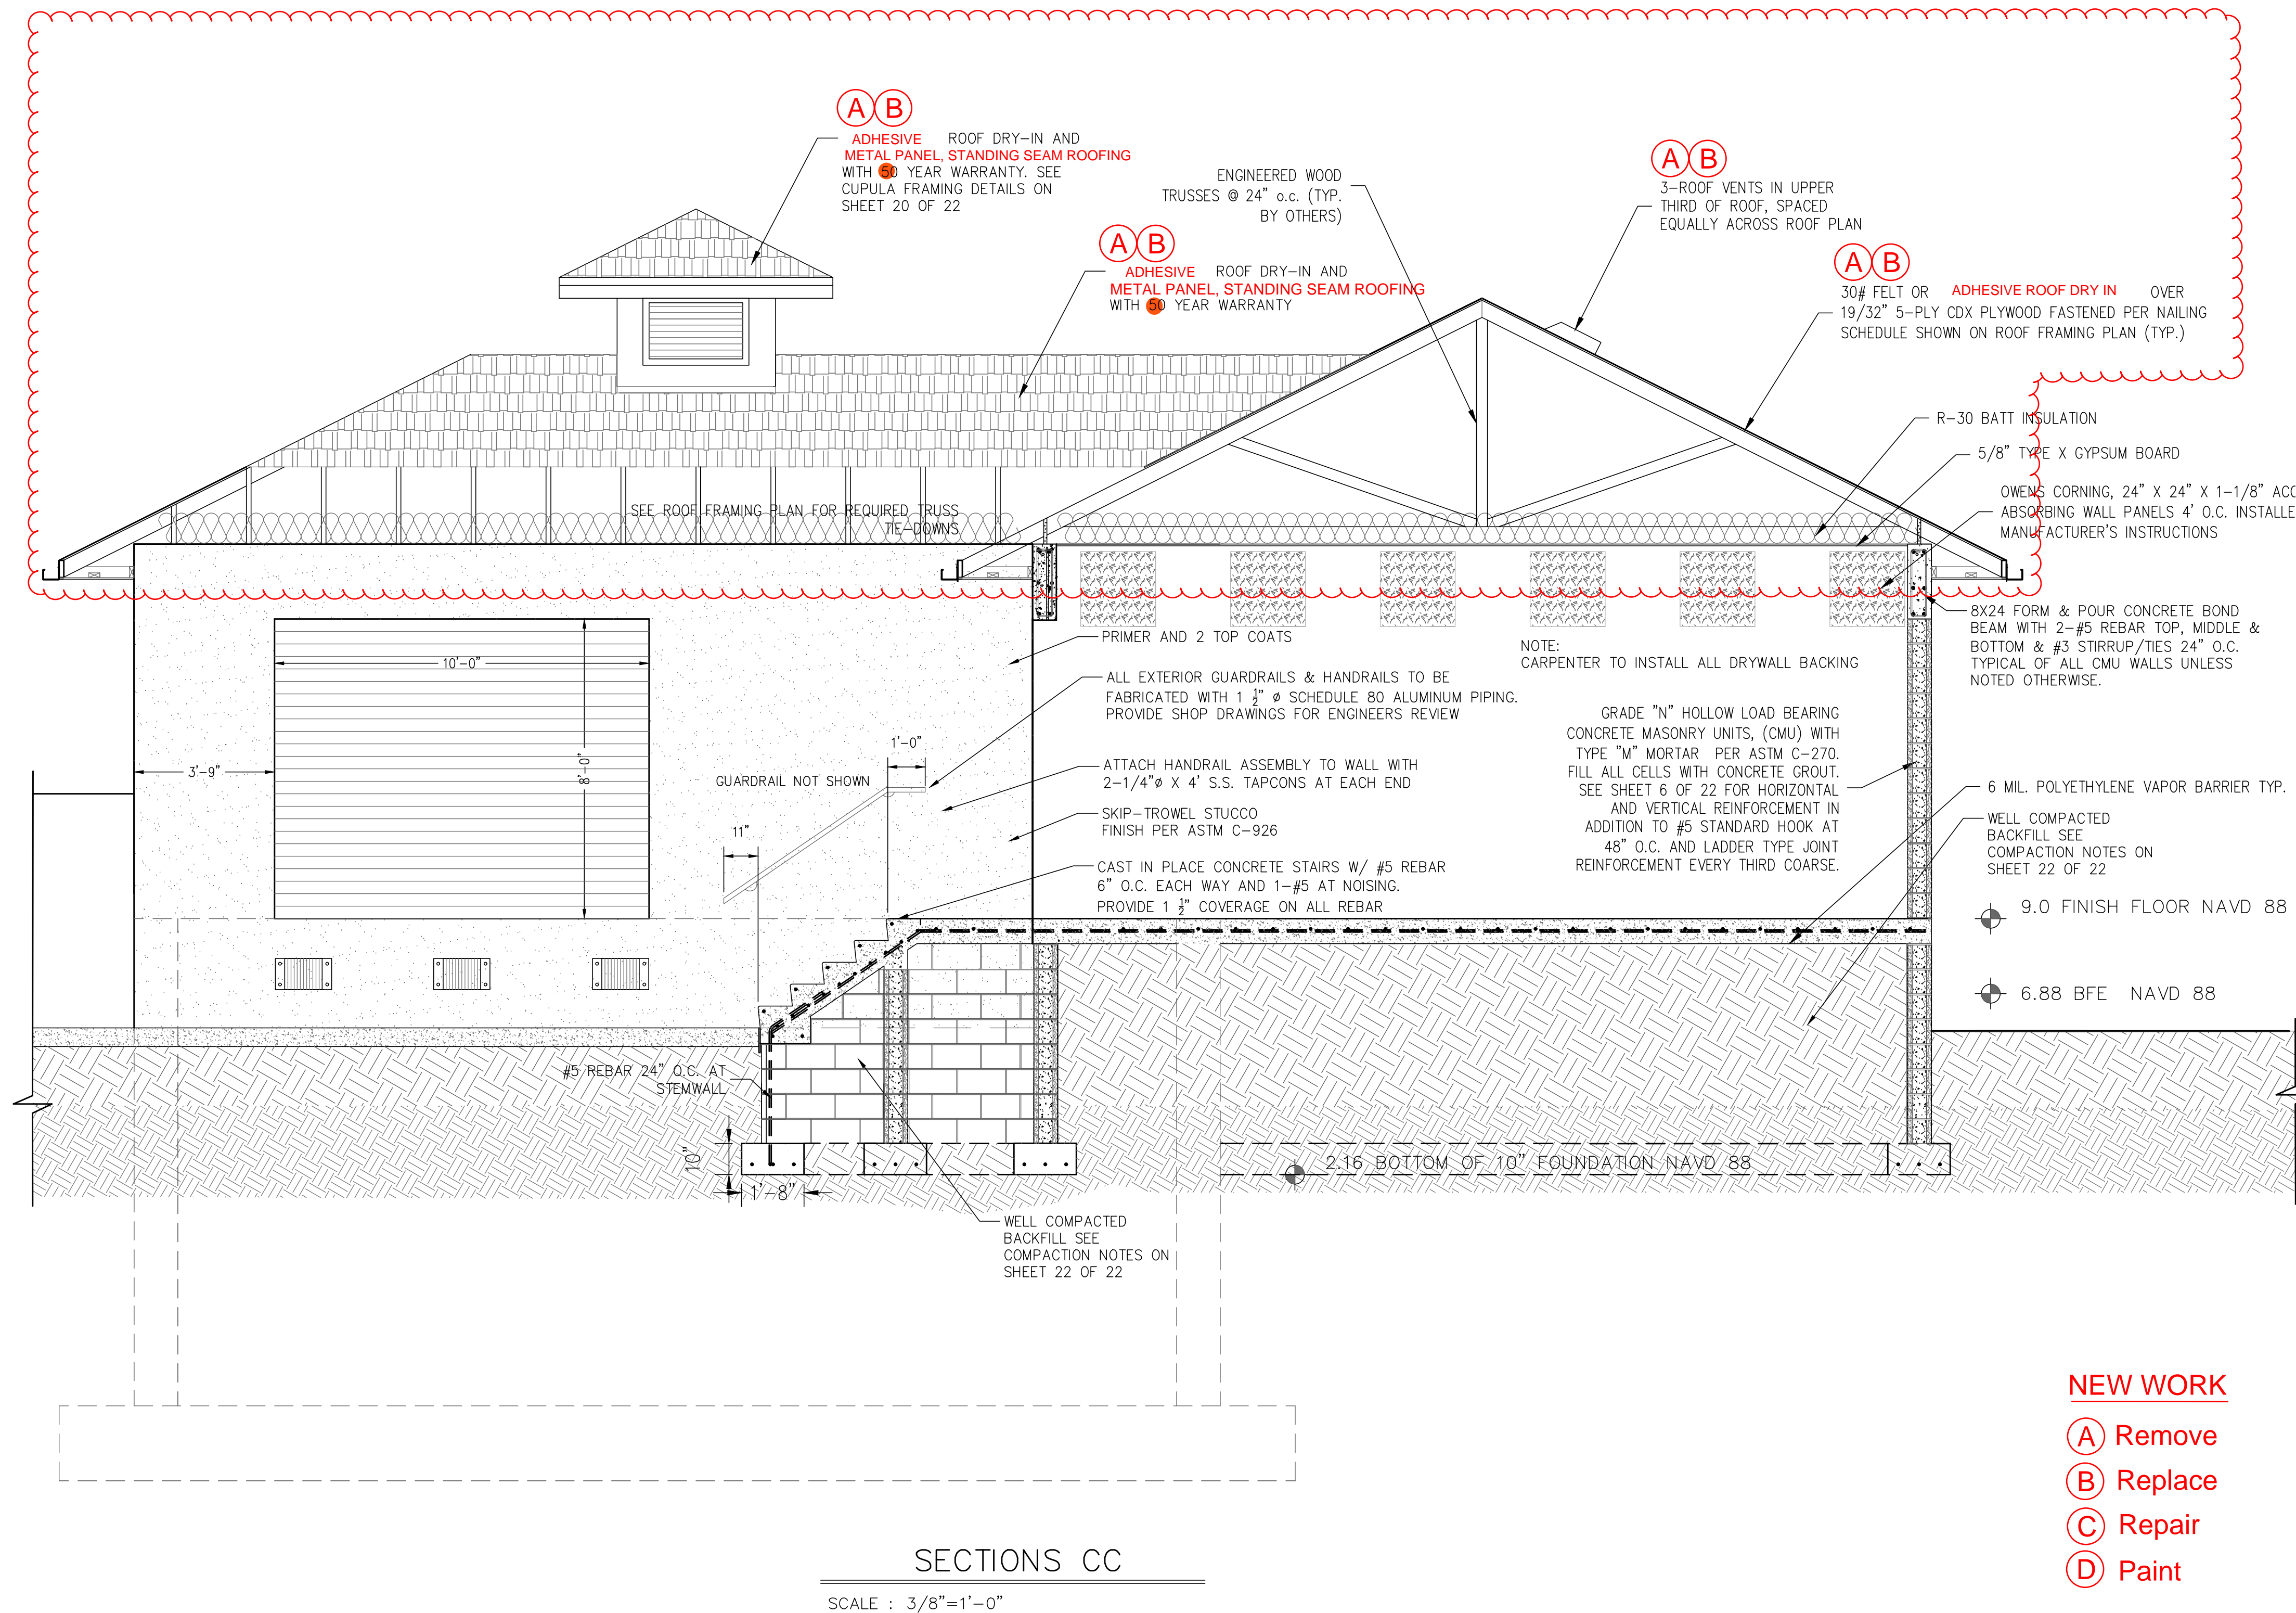 A B
ADHESIVE ROOF DRY-IN AND
METAL PANEL, STANDING SEAM ROOFING
WITH 50 YEAR WARRANTY. SEE
CUPULA FRAMING DETAILS ON
SHEET 20 OF 22
ENGINEERED WOOD
TRUSSES @ 24" o.c. (TYP.
BY OTHERS)
A B
3-ROOF VENTS IN UPPER
THIRD OF ROOF, SPACED
EQUALLY ACROSS ROOF PLAN
A B
ADHESIVE ROOF DRY-IN AND
METAL PANEL, STANDING SEAM ROOFING
WITH 50 YEAR WARRANTY
A B
30# FELT OR ADHESIVE ROOF DRY IN OVER
19/32" 5-PLY CDX PLYWOOD FASTENED PER NAILING
SCHEDULE SHOWN ON ROOF FRAMING PLAN (TYP.)
R-30 BATT INSULATION
5/8" TYPE X GYPSUM BOARD
OWENS CORNING, 24" X 24" X 1-1/8" ACC
ABSORBING WALL PANELS 4' O.C. INSTALLE
MANUFACTURER'S INSTRUCTIONS
SEE ROOF FRAMING PLAN FOR REQUIRED TRUSS
TIE-DOWNS
8X24 FORM & POUR CONCRETE BOND
BEAM WITH 2-#5 REBAR TOP, MIDDLE &
BOTTOM & #3 STIRRUP/TIES 24" O.C.
TYPICAL OF ALL CMU WALLS UNLESS
NOTED OTHERWISE.
PRIMER AND 2 TOP COATS
NOTE:
CARPENTER TO INSTALL ALL DRYWALL BACKING
10'-0"
ALL EXTERIOR GUARDRAILS & HANDRAILS TO BE
FABRICATED WITH 1 1/2" ø SCHEDULE 80 ALUMINUM PIPING.
PROVIDE SHOP DRAWINGS FOR ENGINEERS REVIEW
GRADE "N" HOLLOW LOAD BEARING
CONCRETE MASONRY UNITS, (CMU) WITH
TYPE "M" MORTAR PER ASTM C-270.
FILL ALL CELLS WITH CONCRETE GROUT.
SEE SHEET 6 OF 22 FOR HORIZONTAL
AND VERTICAL REINFORCEMENT IN
ADDITION TO #5 STANDARD HOOK AT
48" O.C. AND LADDER TYPE JOINT
REINFORCEMENT EVERY THIRD COARSE.
1'-0"
3'-9"
8'-0"
GUARDRAIL NOT SHOWN
ATTACH HANDRAIL ASSEMBLY TO WALL WITH
2-1/4"ø X 4' S.S. TAPCONS AT EACH END
6 MIL. POLYETHYLENE VAPOR BARRIER TYP.
11"
SKIP-TROWEL STUCCO
FINISH PER ASTM C-926
WELL COMPACTED
BACKFILL SEE
COMPACTION NOTES ON
SHEET 22 OF 22
CAST IN PLACE CONCRETE STAIRS W/ #5 REBAR
6" O.C. EACH WAY AND 1-#5 AT NOISING.
PROVIDE 1 1/2" COVERAGE ON ALL REBAR
9.0 FINISH FLOOR NAVD 88
6.88 BFE NAVD 88
#5 REBAR 24" O.C. AT
STEMWALL
10"
1'-8"
2.16 BOTTOM OF 10" FOUNDATION NAVD 88
WELL COMPACTED
BACKFILL SEE
COMPACTION NOTES ON
SHEET 22 OF 22
NEW WORK
A Remove
B Replace
C Repair
D Paint
SECTIONS CC
SCALE : 3/8"=1'-0"